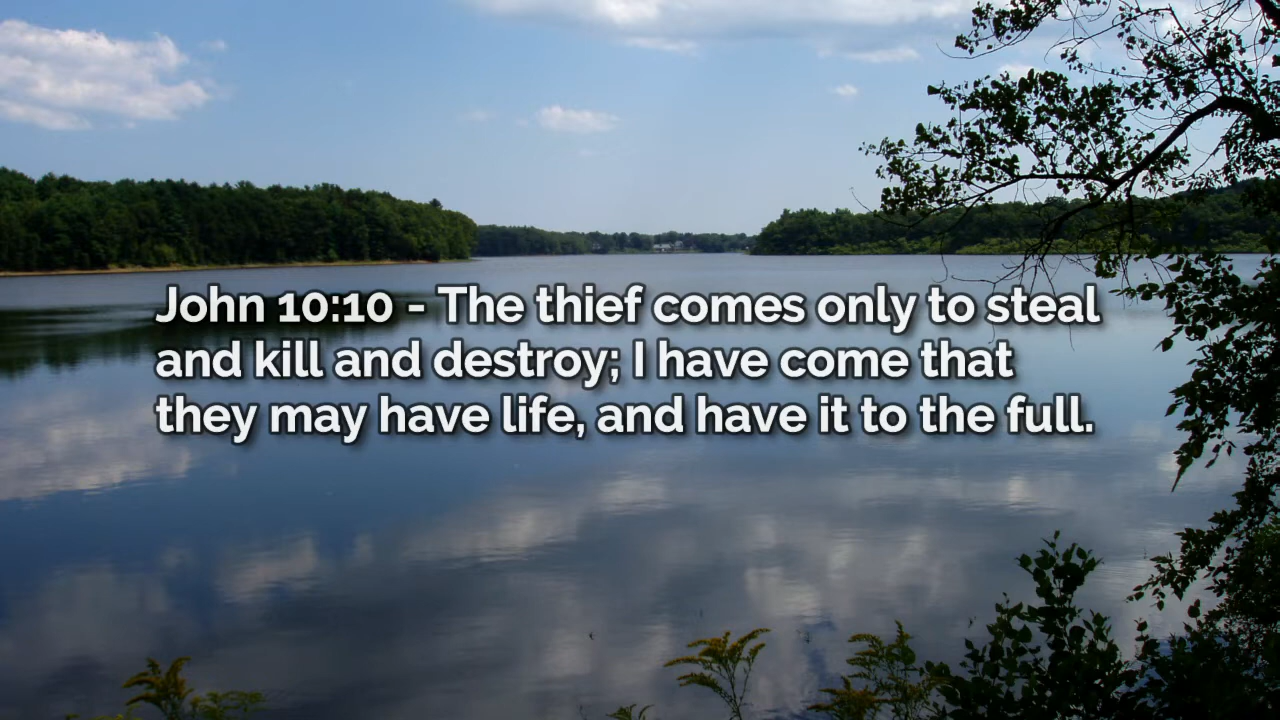 John 10:10 - The thief comes only to steal
and kill and destroy; I have come that
they may have life, and have it to the full.